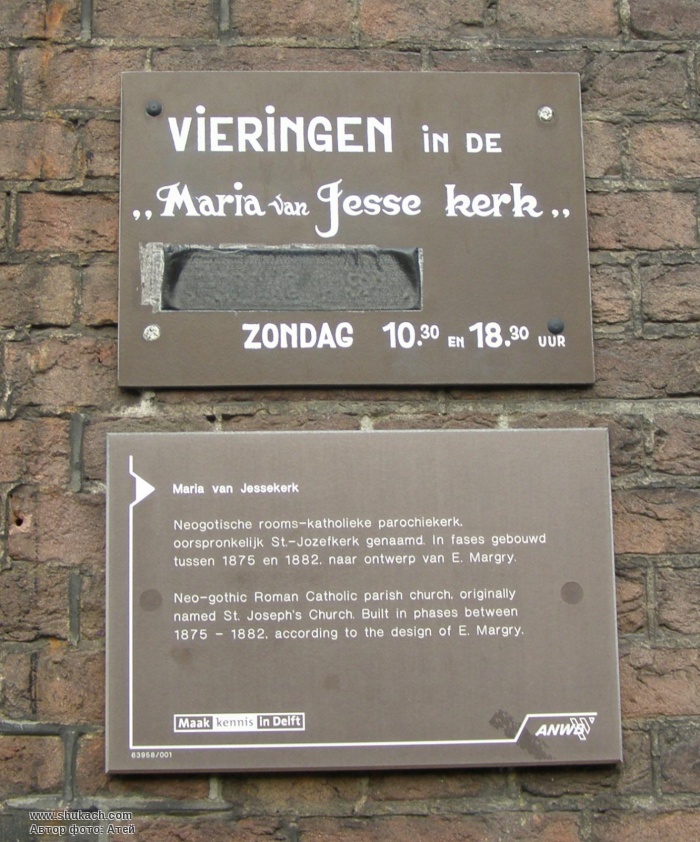 ViERiNGEN iN DE
„Maria van Jesse kerk„
ZONDAG 10.30 EN 18.30 UUR
Maria van Jessekerk
Neogotische rooms-katholieke parochiekerk,
oorspronkelijk St.-Jozefkerk genaamd. In fases gebouwd
tussen 1875 en 1882, naar ontwerp van E. Margry.
Neo-gothic Roman Catholic parish church, originally
named St. Joseph's Church. Built in phases between
1875 - 1882, according to the design of E. Margry.
Maak kennis in Delft
ANWB
63958/001
www.shukach.com
Автор фото: Атей